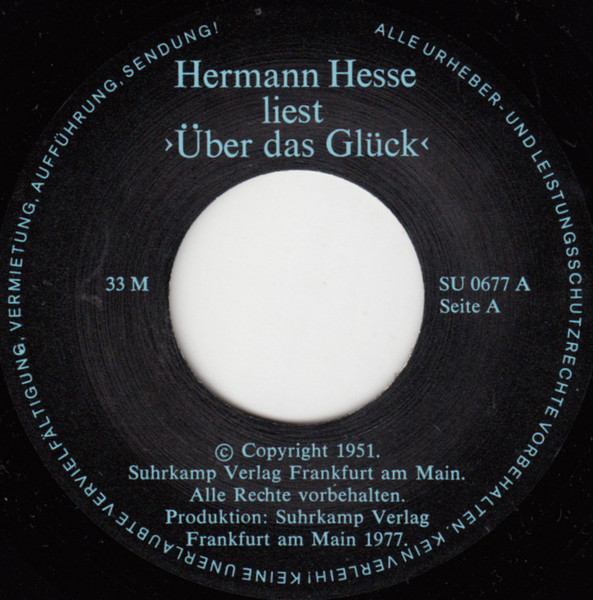 Hermann Hesse
liest
›Über das Glück‹
33 M
SU 0677 A
Seite A
© Copyright 1951.
Suhrkamp Verlag Frankfurt am Main.
Alle Rechte vorbehalten.
Produktion: Suhrkamp Verlag
Frankfurt am Main 1977.
ALLE URHEBER- UND LEISTUNGSSCHUTZRECHTE VORBEHALTEN. KEIN VERLEIH! KEINE UNERLAUBTE VERVIELFÄLTIGUNG, VERMIETUNG, AUFFÜHRUNG, SENDUNG!